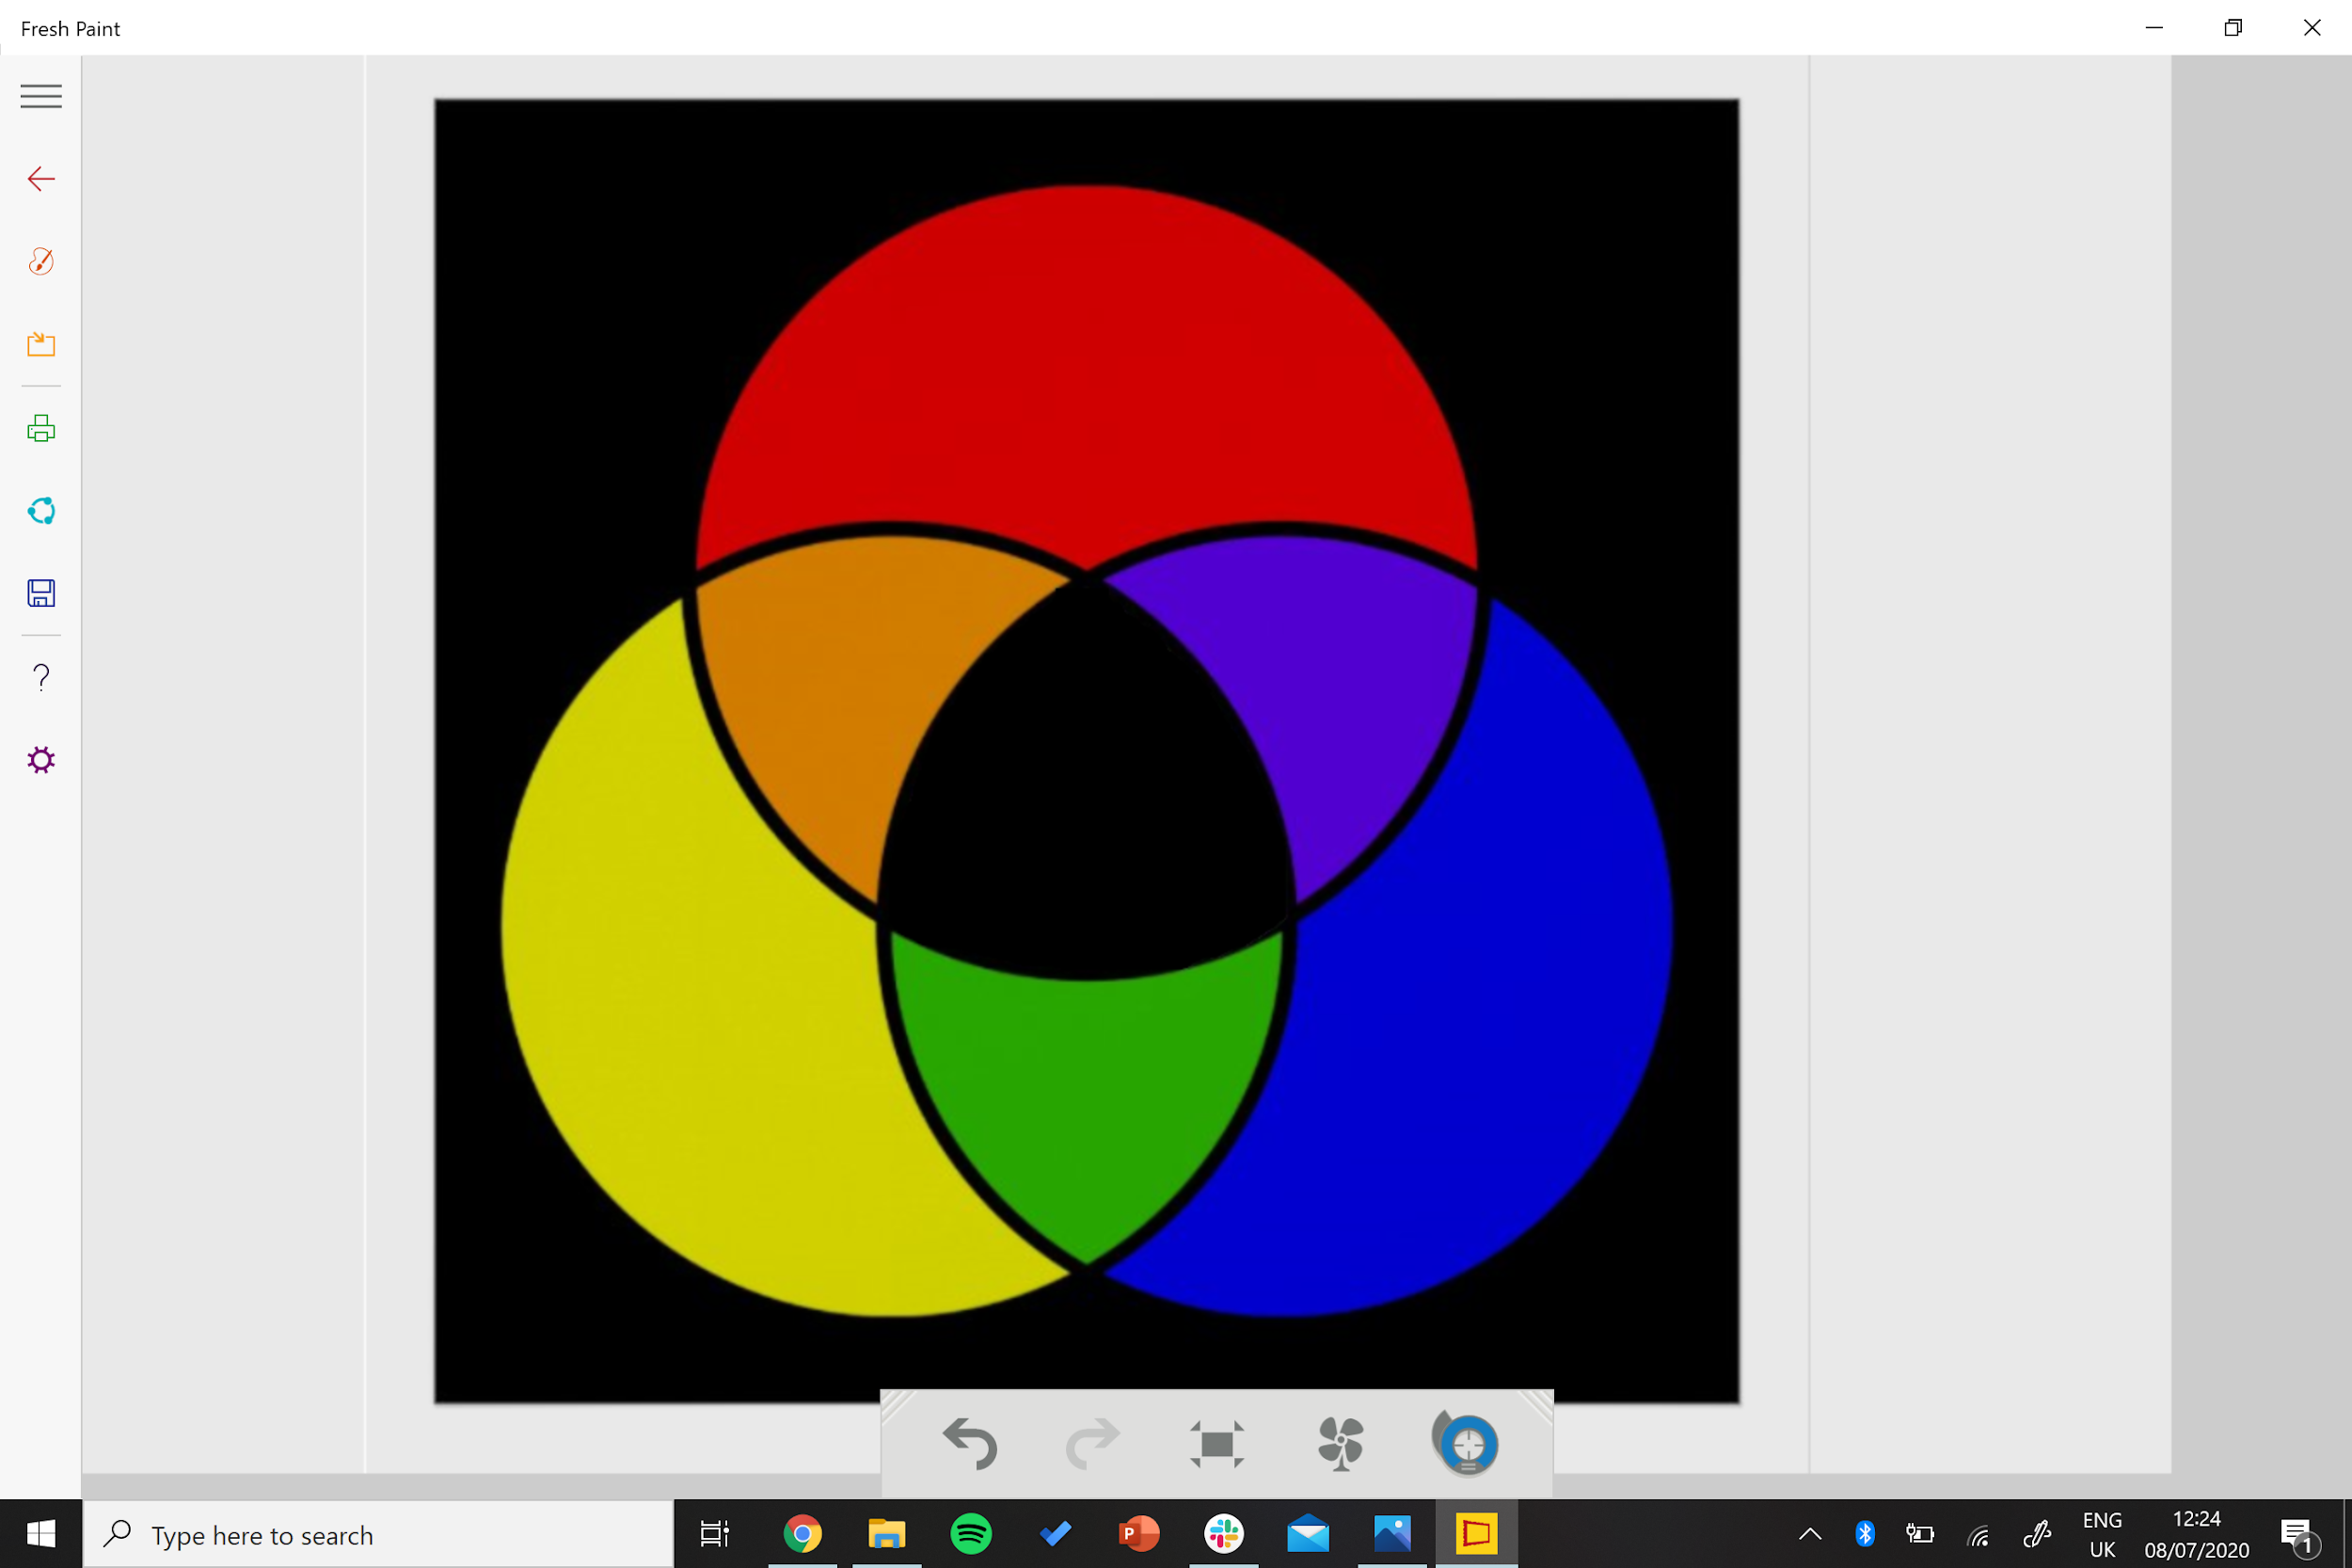 Fresh Paint
?
Type here to search
P
ENG
UK
12:24
08/07/2020
1